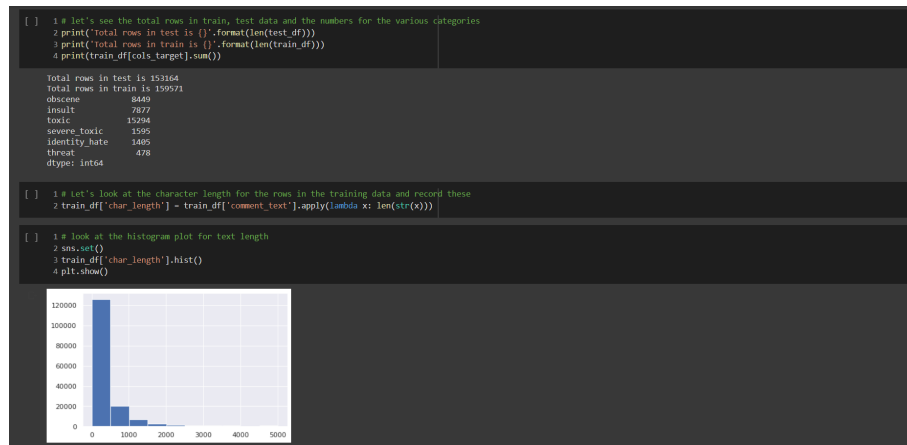 [ ] 1 # let's see the total rows in train, test data and the numbers for the various categories
2 print('Total rows in test is {}'.format(len(test_df)))
3 print('Total rows in train is {}'.format(len(train_df)))
4 print(train_df[cols_target].sum())
Total rows in test is 153164
Total rows in train is 159571
obscene 8449
insult 7877
toxic 15294
severe_toxic 1595
identity_hate 1405
threat 478
dtype: int64
[ ] 1 # Let's look at the character length for the rows in the training data and record these
2 train_df['char_length'] = train_df['comment_text'].apply(lambda x: len(str(x)))
[ ] 1 # look at the histogram plot for text length
2 sns.set()
3 train_df['char_length'].hist()
4 plt.show()
120000
100000
80000
60000
40000
20000
0
0 1000 2000 3000 4000 5000